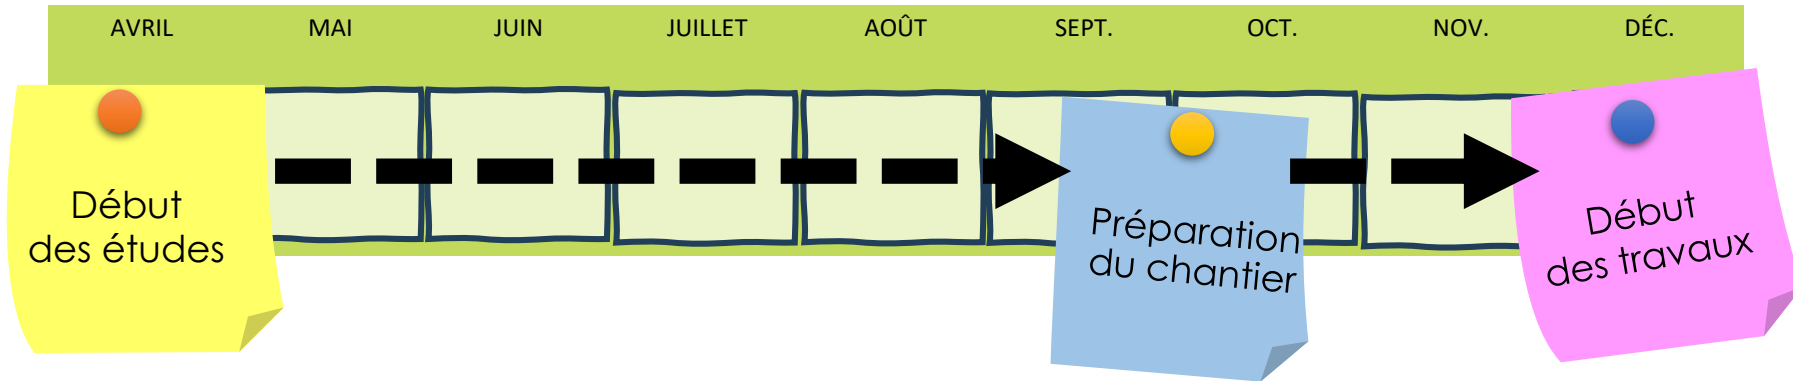 AVRIL MAI JUIN JUILLET AOÛT SEPT. OCT. NOV. DÉC.
Début
des études
Préparation
du chantier
Début
des travaux